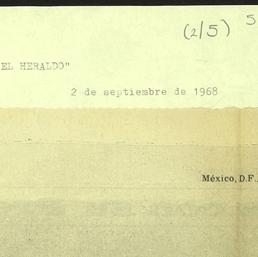 (2/5) 5
EL HERALDO"
2 de septiembre de 1968
México, D.F.,